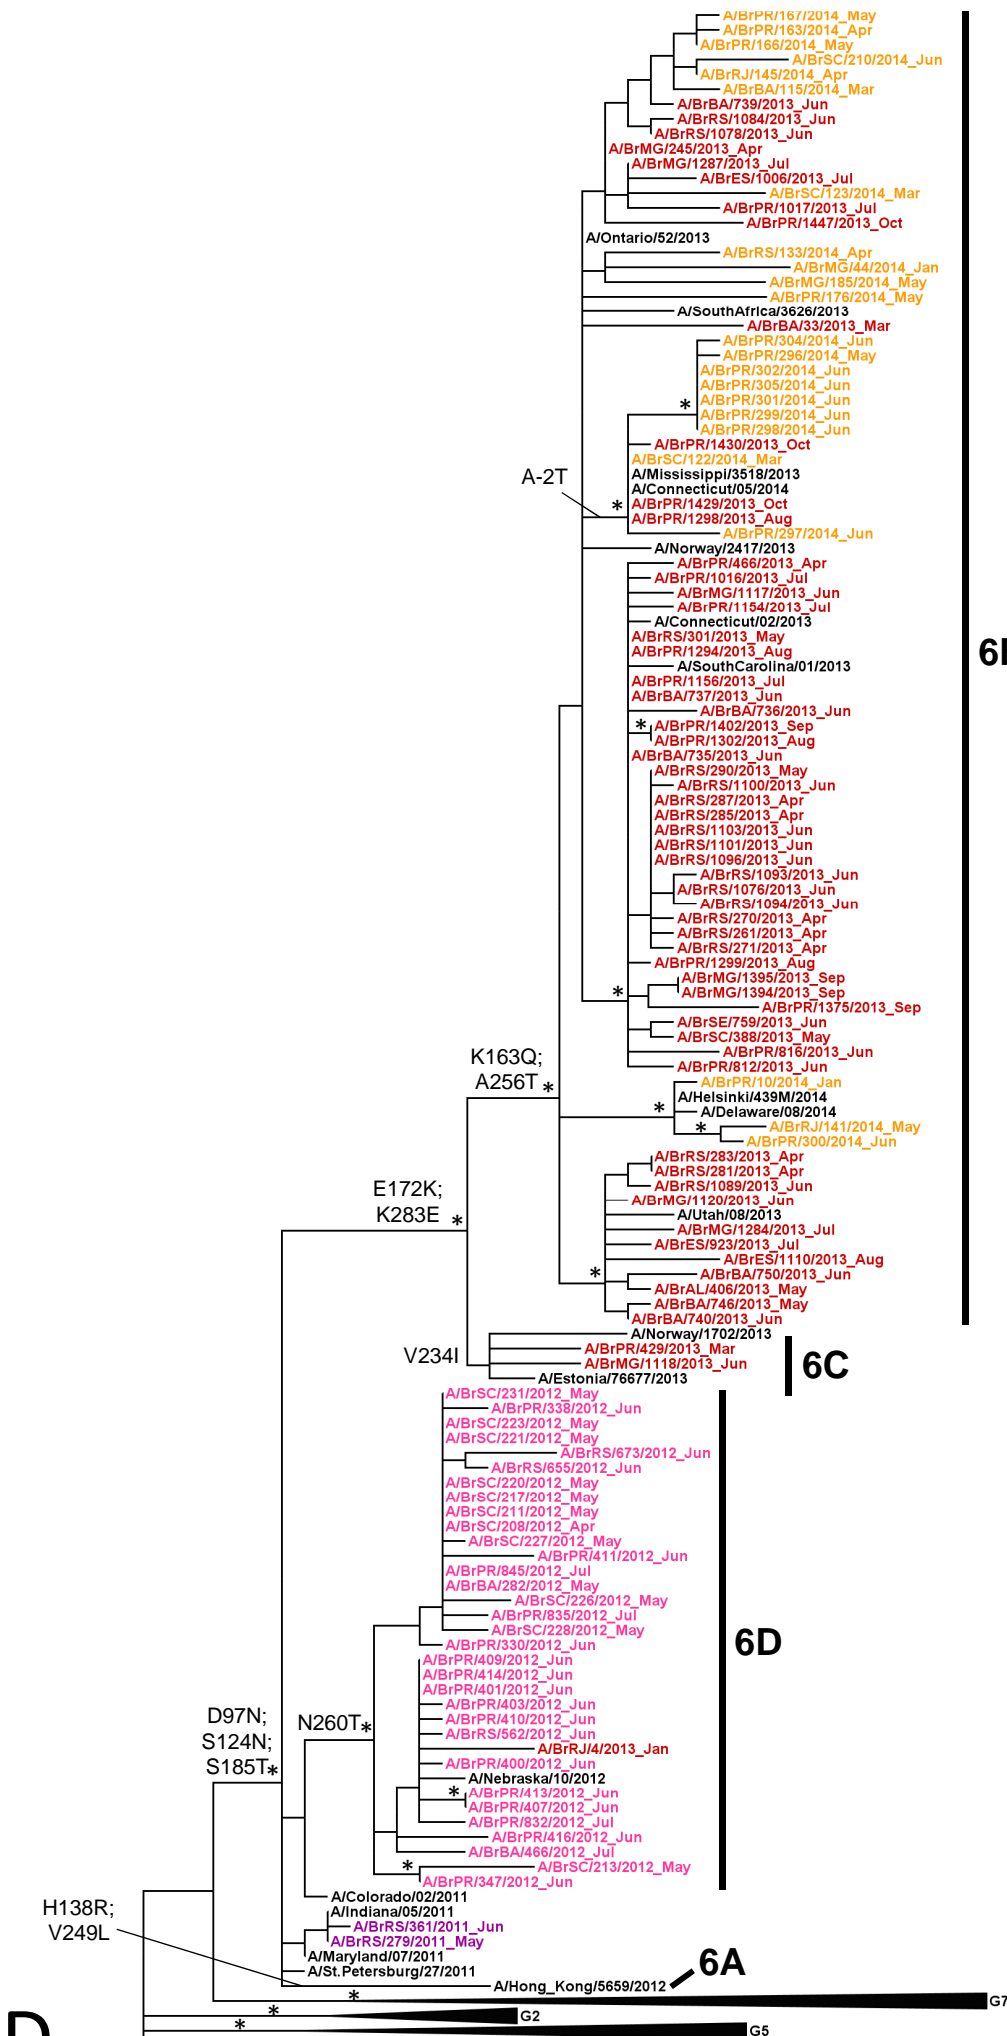 A/BrPR/167/2014_May
A/BrPR/163/2014_Apr
A/BrPR/166/2014_May
A/BrSC/210/2014_Jun
A/BrRJ/145/2014_Apr
A/BrBA/115/2014_Mar
A/BrBA/739/2013_Jun
A/BrRS/1084/2013_Jun
A/BrRS/1078/2013_Jun
A/BrMG/245/2013_Apr
A/BrMG/1287/2013_Jul
A/BrES/1006/2013_Jul
A/BrSC/123/2014_Mar
A/BrPR/1017/2013_Jul
A/BrPR/1447/2013_Oct
A/Ontario/52/2013
A/BrRS/133/2014_Apr
A/BrMG/44/2014_Jan
A/BrMG/185/2014_May
A/BrPR/176/2014_May
A/SouthAfrica/3626/2013
A/BrBA/33/2013_Mar
A/BrPR/304/2014_Jun
A/BrPR/296/2014_May
A/BrPR/302/2014_Jun
A/BrPR/305/2014_Jun
A/BrPR/301/2014_Jun
*
A/BrPR/299/2014_Jun
A/BrPR/298/2014_Jun
A/BrPR/1430/2013_Oct
A/BrSC/122/2014_Mar
A-2T
A/Mississippi/3518/2013
A/Connecticut/05/2014
*
A/BrPR/1429/2013_Oct
A/BrPR/1298/2013_Aug
A/BrPR/297/2014_Jun
A/Norway/2417/2013
A/BrPR/466/2013_Apr
A/BrPR/1016/2013_Jul
A/BrMG/1117/2013_Jun
A/BrPR/1154/2013_Jul
A/Connecticut/02/2013
A/BrRS/301/2013_May
A/BrPR/1294/2013_Aug
A/SouthCarolina/01/2013
A/BrPR/1156/2013_Jul
A/BrBA/737/2013_Jun
A/BrBA/736/2013_Jun
*
A/BrPR/1402/2013_Sep
A/BrPR/1302/2013_Aug
A/BrBA/735/2013_Jun
A/BrRS/290/2013_May
A/BrRS/1100/2013_Jun
A/BrRS/287/2013_Apr
A/BrRS/285/2013_Apr
A/BrRS/1103/2013_Jun
A/BrRS/1101/2013_Jun
A/BrRS/1096/2013_Jun
A/BrRS/1093/2013_Jun
A/BrRS/1076/2013_Jun
A/BrRS/1094/2013_Jun
A/BrRS/270/2013_Apr
A/BrRS/261/2013_Apr
A/BrRS/271/2013_Apr
A/BrPR/1299/2013_Aug
A/BrMG/1395/2013_Sep
*
A/BrMG/1394/2013_Sep
A/BrPR/1375/2013_Sep
A/BrSE/759/2013_Jun
A/BrSC/388/2013_May
A/BrPR/816/2013_Jun
A/BrPR/812/2013_Jun
K163Q;
A256T *
A/BrPR/10/2014_Jan
A/Helsinki/439M/2014
*
A/Delaware/08/2014
*
A/BrRJ/141/2014_May
A/BrPR/300/2014_Jun
A/BrRS/283/2013_Apr
A/BrRS/281/2013_Apr
A/BrRS/1089/2013_Jun
A/BrMG/1120/2013_Jun
E172K;
K283E *
A/Utah/08/2013
A/BrMG/1284/2013_Jul
A/BrES/923/2013_Jul
A/BrES/1110/2013_Aug
*
A/BrBA/750/2013_Jun
A/BrAL/406/2013_May
A/BrBA/746/2013_May
A/BrBA/740/2013_Jun
A/Norway/1702/2013
A/BrPR/429/2013_Mar
V234I
A/BrMG/1118/2013_Jun
6C
A/Estonia/76677/2013
A/BrSC/231/2012_May
A/BrPR/338/2012_Jun
A/BrSC/223/2012_May
A/BrSC/221/2012_May
A/BrRS/673/2012_Jun
A/BrRS/655/2012_Jun
A/BrSC/220/2012_May
A/BrSC/217/2012_May
A/BrSC/211/2012_May
A/BrSC/208/2012_Apr
A/BrSC/227/2012_May
A/BrPR/411/2012_Jun
A/BrPR/845/2012_Jul
A/BrBA/282/2012_May
A/BrSC/226/2012_May
A/BrPR/835/2012_Jul
A/BrSC/228/2012_May
6D
A/BrPR/330/2012_Jun
A/BrPR/409/2012_Jun
A/BrPR/414/2012_Jun
A/BrPR/401/2012_Jun
A/BrPR/403/2012_Jun
A/BrPR/410/2012_Jun
N260T*
A/BrRS/562/2012_Jun
D97N;
S124N;
S185T*
A/BrRJ/4/2013_Jan
A/BrPR/400/2012_Jun
A/Nebraska/10/2012
*
A/BrPR/413/2012_Jun
A/BrPR/407/2012_Jun
A/BrPR/832/2012_Jul
A/BrPR/416/2012_Jun
A/BrBA/466/2012_Jul
*
A/BrSC/213/2012_May
A/BrPR/347/2012_Jun
A/Colorado/02/2011
H138R;
V249L
A/Indiana/05/2011
A/BrRS/361/2011_Jun
A/BrRS/279/2011_May
A/Maryland/07/2011
A/St.Petersburg/27/2011
6A
A/Hong_Kong/5659/2012
*
G7
*
G2
*
G5
D